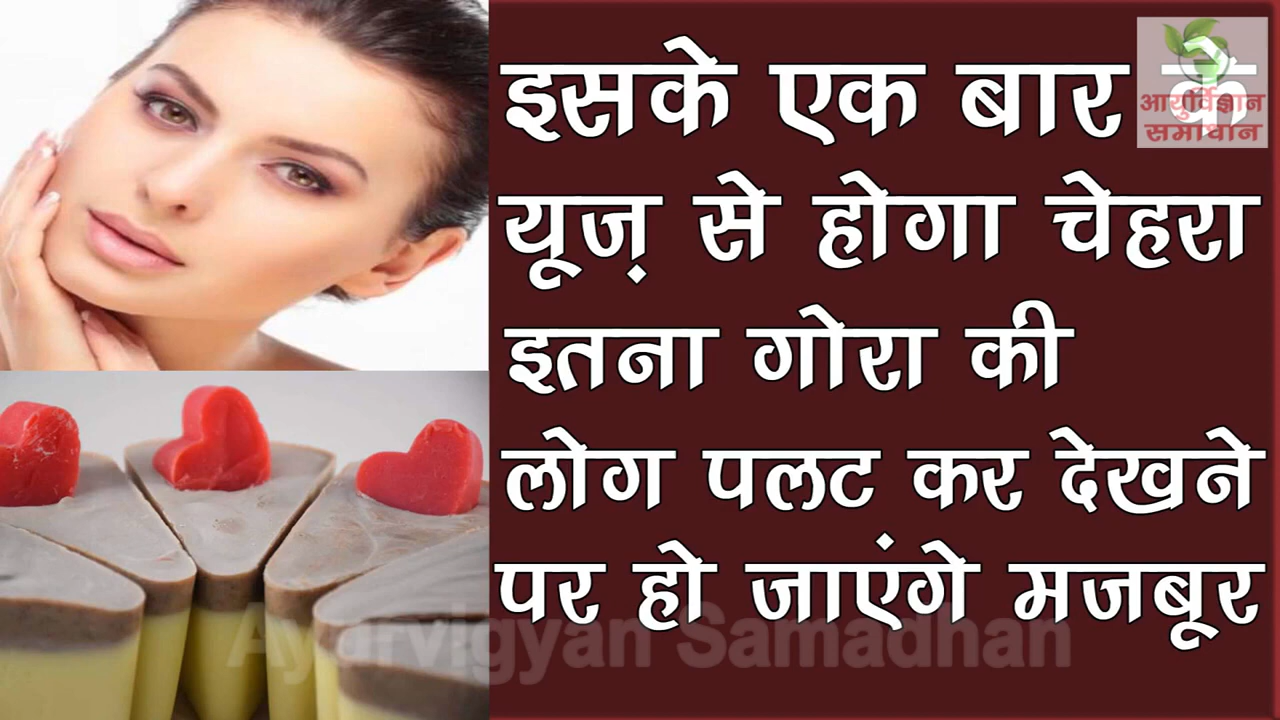 इसके एक बार के
यूज़ से होगा चेहरा
इतना गोरा की
लोग पलट कर देखने
पर हो जाएंगे मजबूर
आयुर्विज्ञान
समाधान
Ayurvigyan Samadhan